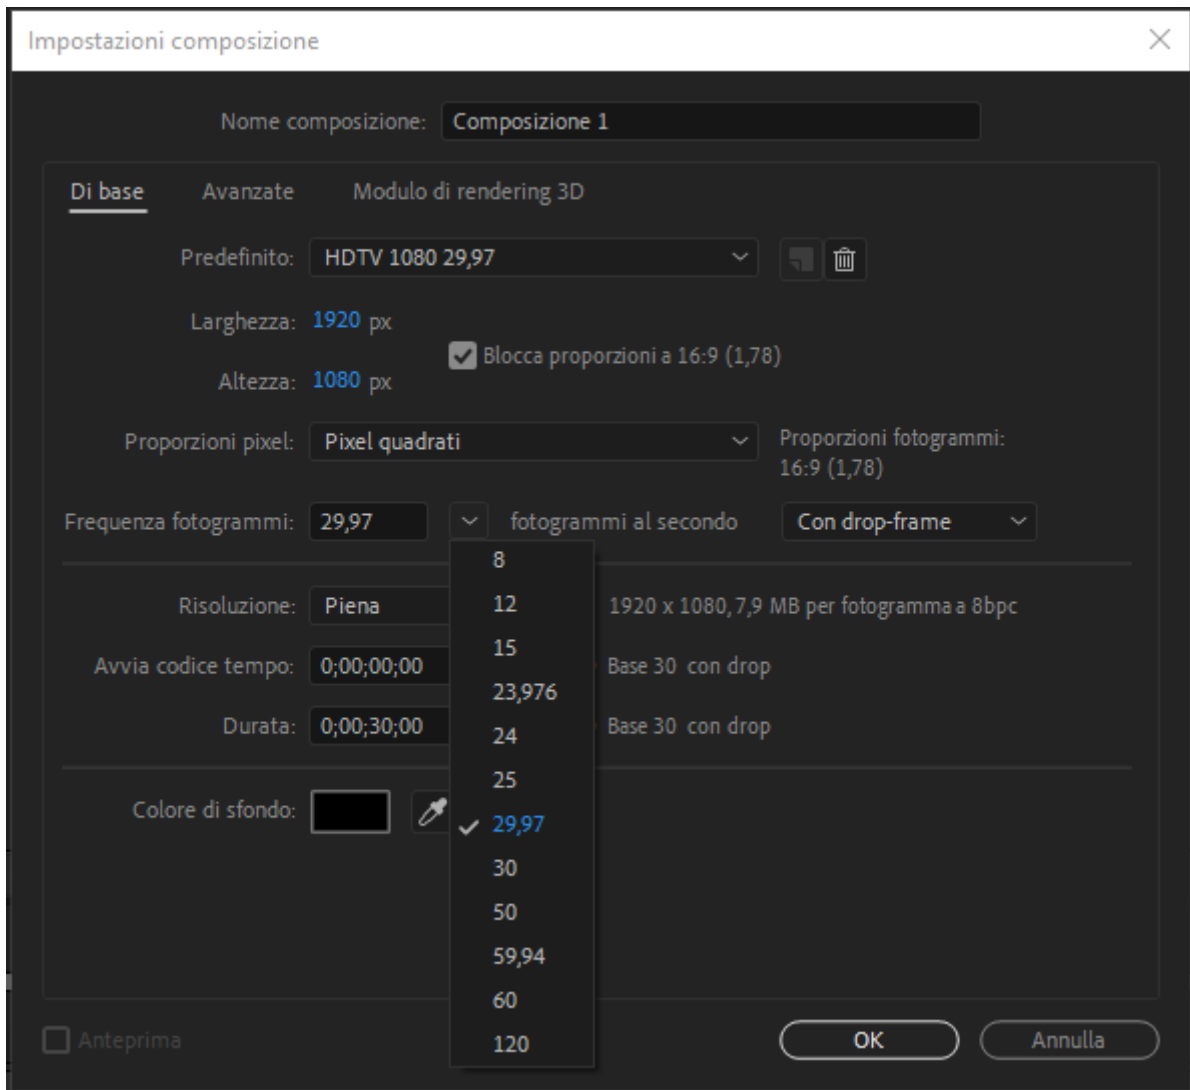 Impostazioni composizione
Nome composizione: Composizione 1
Di base Avanzate Modulo di rendering 3D
Predefinito: HDTV 1080 29,97
Larghezza: 1920 px
Blocca proporzioni a 16:9 (1,78)
Altezza: 1080 px
Proporzioni pixel: Pixel quadrati
Proporzioni fotogrammi:
16:9 (1,78)
Frequenza fotogrammi: 29,97 fotogrammi al secondo Con drop-frame
8
12
15
23,976
24
25
29,97
30
50
59,94
60
120
Risoluzione: Piena 1920 x 1080, 7,9 MB per fotogramma a 8bpc
Avvia codice tempo: 0;00;00;00 Base 30 con drop
Durata: 0;00;30;00 Base 30 con drop
Colore di sfondo:
Anteprima OK Annulla